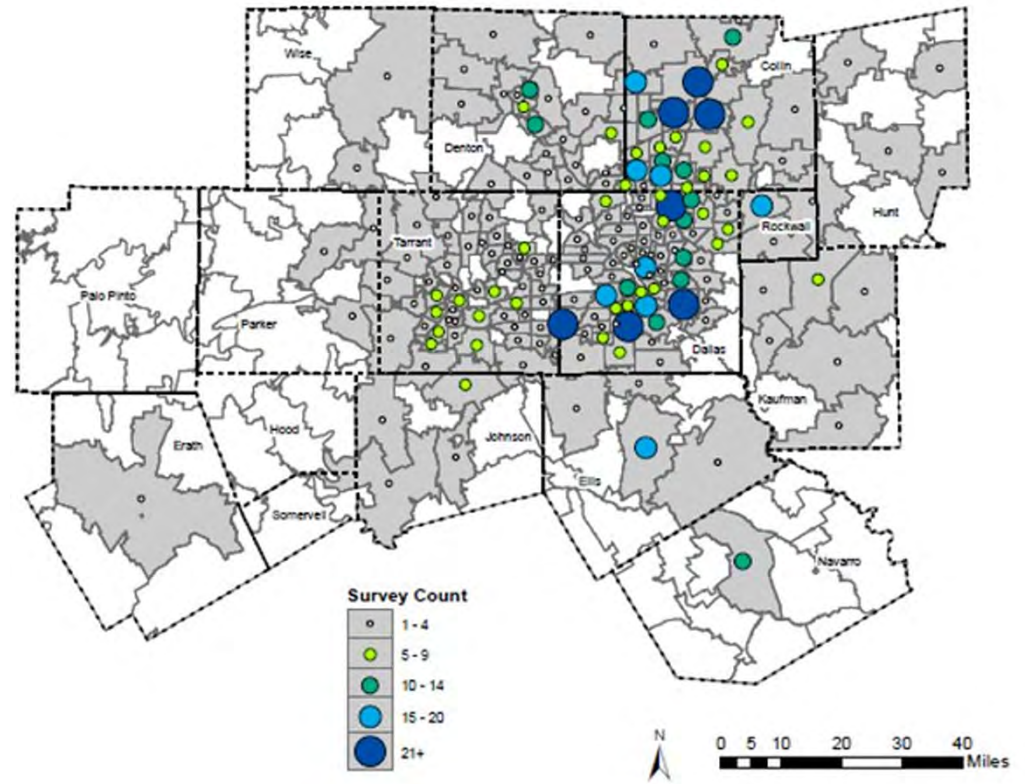 Wise
Collin
Denton
Hunt
Rockwall
Tarrant
Palo Pinto
Parker
Dallas
Kaufman
Erath
Hood
Johnson
Ellis
Somervell
Navarro
Survey Count
1 - 4
5 - 9
10 - 14
15 - 20
21+
N
0 5 10 20 30 40
Miles